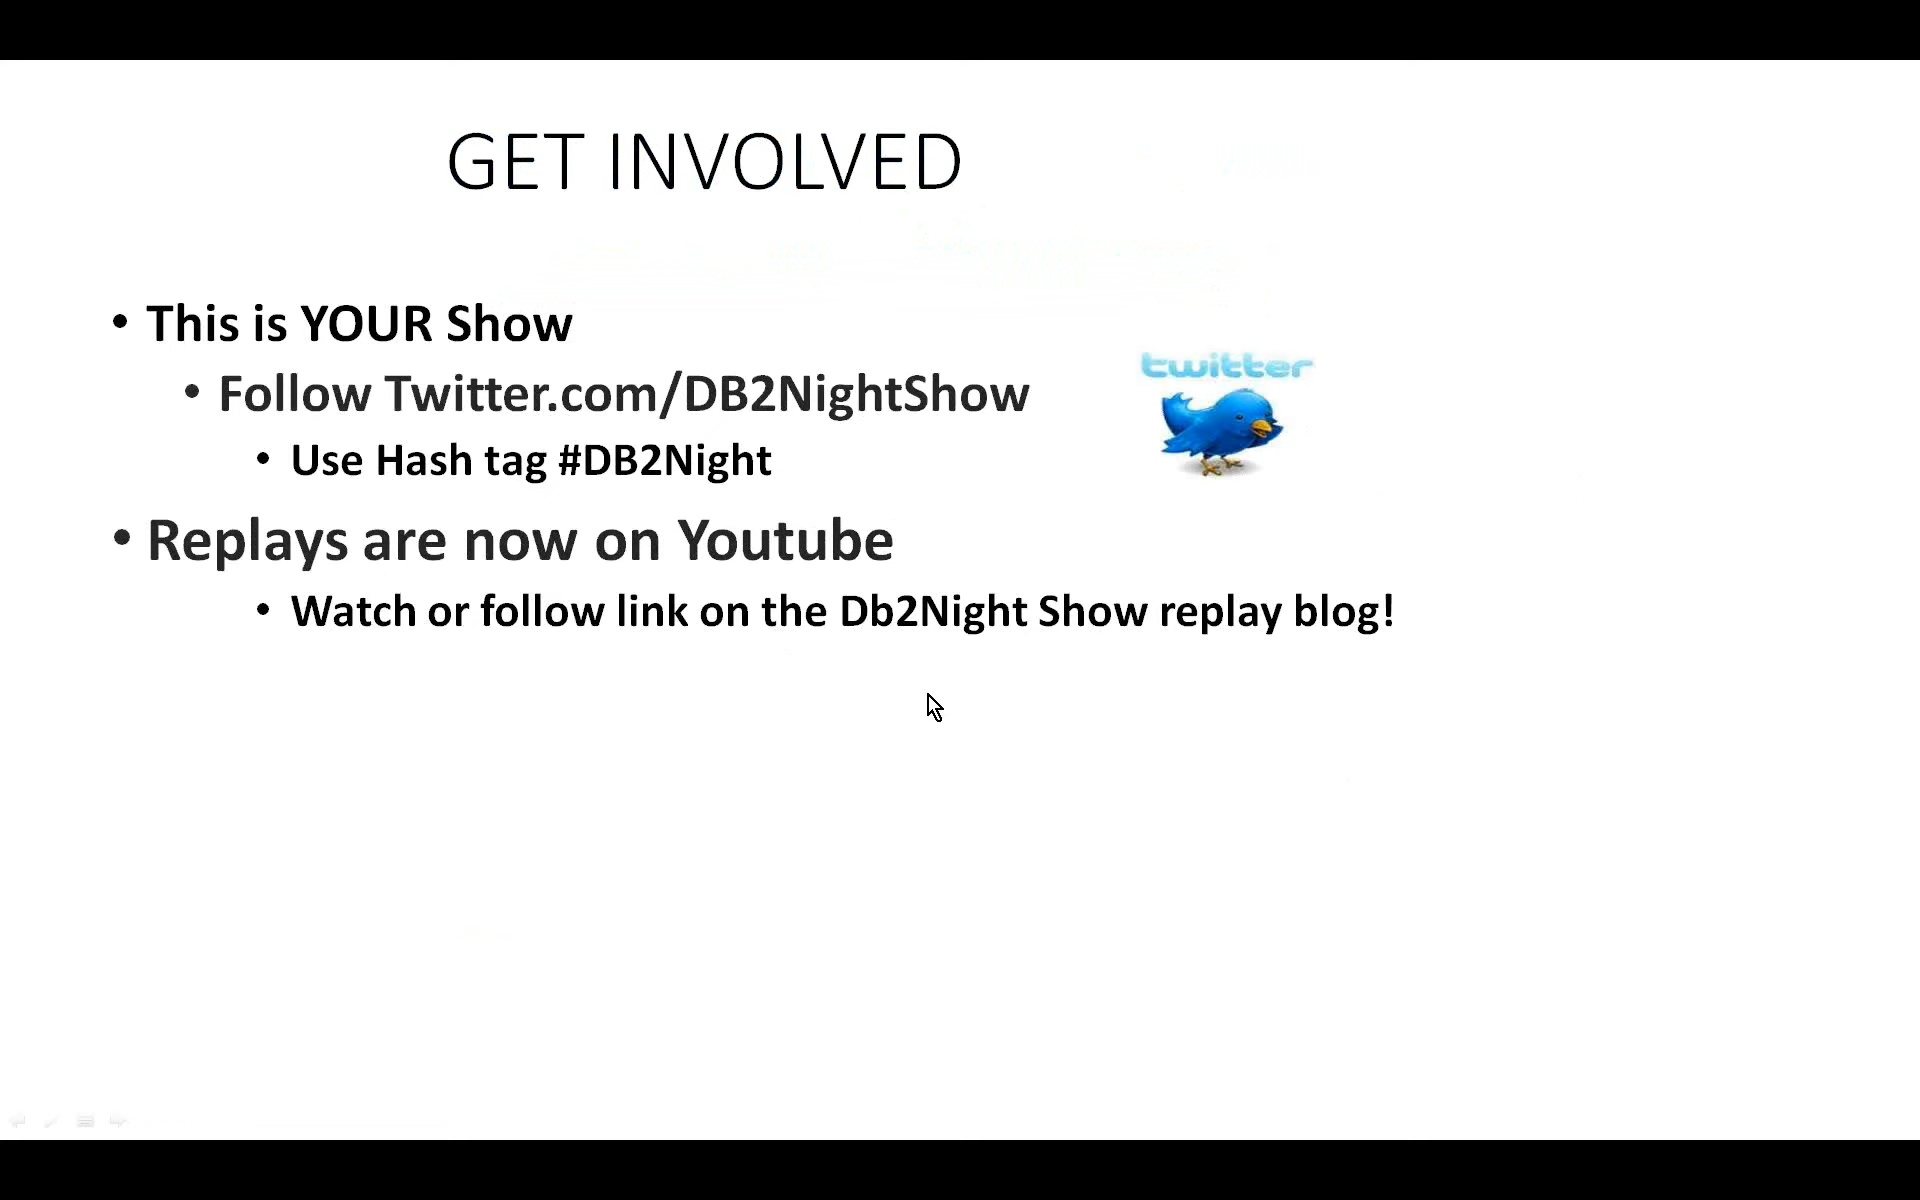 GET INVOLVED
• This is YOUR Show
• Follow Twitter.com/DB2NightShow
twitter
• Use Hash tag #DB2Night
• Replays are now on Youtube
• Watch or follow link on the Db2Night Show replay blog!